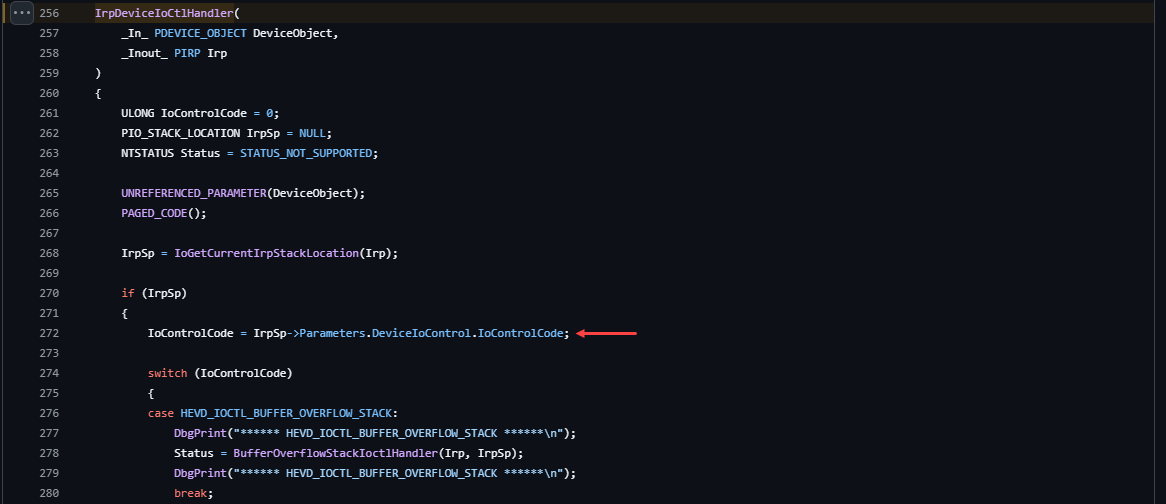 256 IrpDeviceIoCtlHandler(
257 _In_ PDEVICE_OBJECT DeviceObject,
258 _Inout_ PIRP Irp
259 )
260 {
261 ULONG IoControlCode = 0;
262 PIO_STACK_LOCATION IrpSp = NULL;
263 NTSTATUS Status = STATUS_NOT_SUPPORTED;
264
265 UNREFERENCED_PARAMETER(DeviceObject);
266 PAGED_CODE();
267
268 IrpSp = IoGetCurrentIrpStackLocation(Irp);
269
270 if (IrpSp)
271 {
272 IoControlCode = IrpSp->Parameters.DeviceIoControl.IoControlCode;
273
274 switch (IoControlCode)
275 {
276 case HEVD_IOCTL_BUFFER_OVERFLOW_STACK:
277 DbgPrint("****** HEVD_IOCTL_BUFFER_OVERFLOW_STACK ******\n");
278 Status = BufferOverflowStackIoctlHandler(Irp, IrpSp);
279 DbgPrint("****** HEVD_IOCTL_BUFFER_OVERFLOW_STACK ******\n");
280 break;